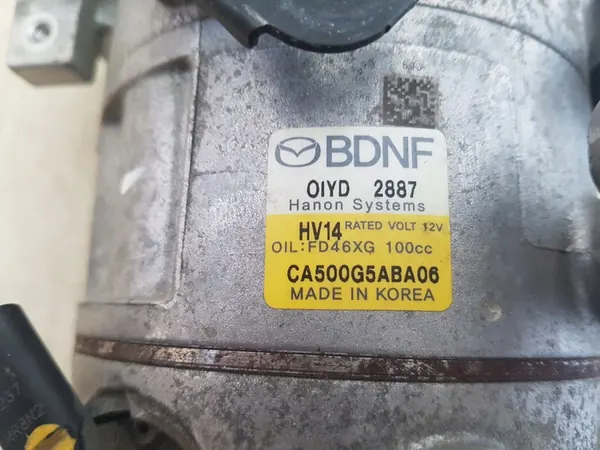 BDNF
OIYD 2887
Hanon Systems
HV14 RATED VOLT 12V
OIL:FD46XG 100cc
CA500G5ABA06
MADE IN KOREA